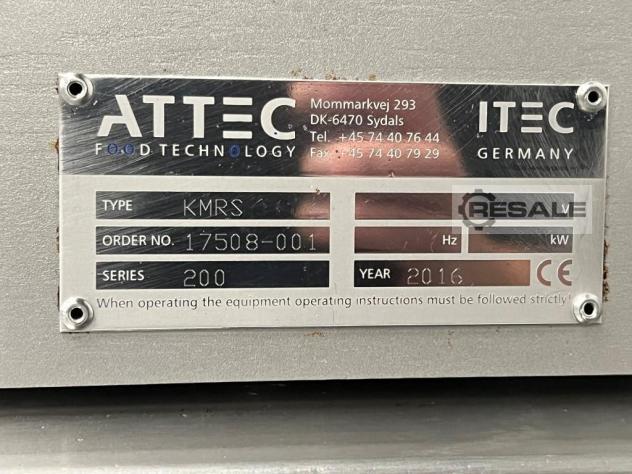 ATTEC
FOOD TECHNOLOGY
Mommarkvej 293
DK-6470 Sydals
Tel. +45 74 40 76 44
Fax +45 74 40 79 29
ITEC
GERMANY
TYPE KMRS V
RESALE
ORDER NO. 17508-001 Hz kW
SERIES 200 YEAR 2016 CE
When operating the equipment operating instructions must be followed strictly!